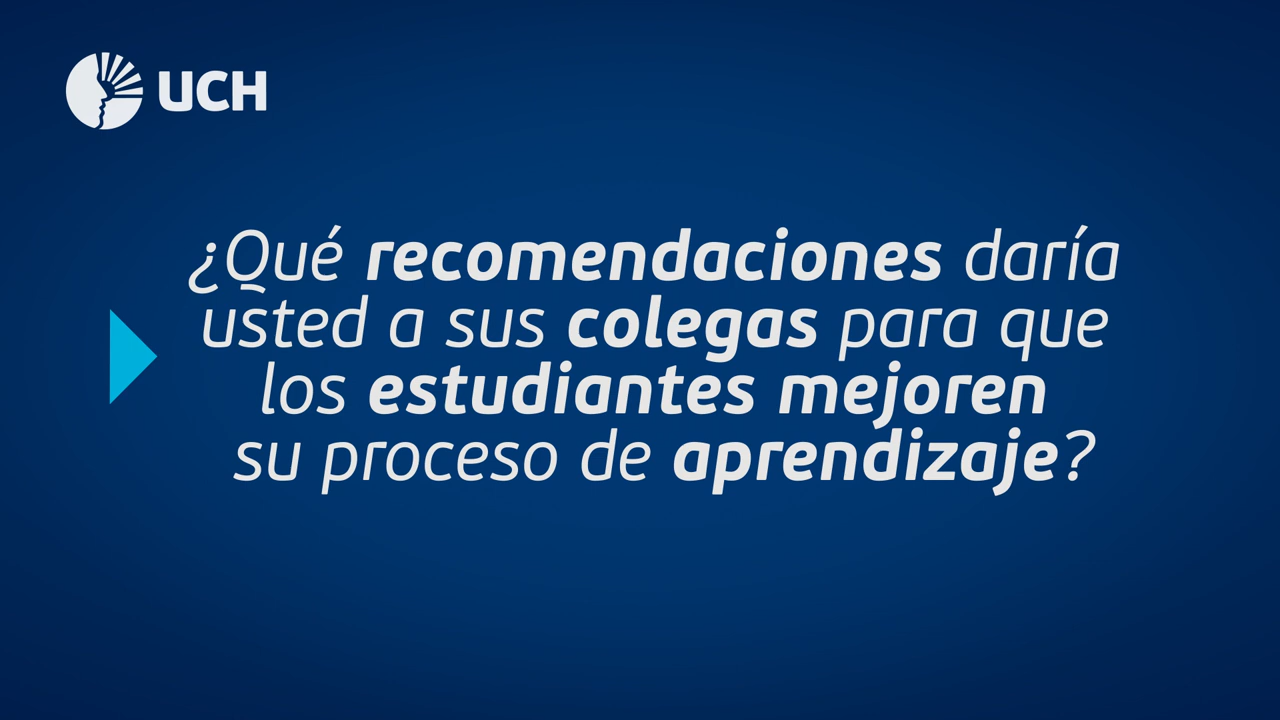 UCH
¿Qué recomendaciones daría
usted a sus colegas para que
los estudiantes mejoren
su proceso de aprendizaje?